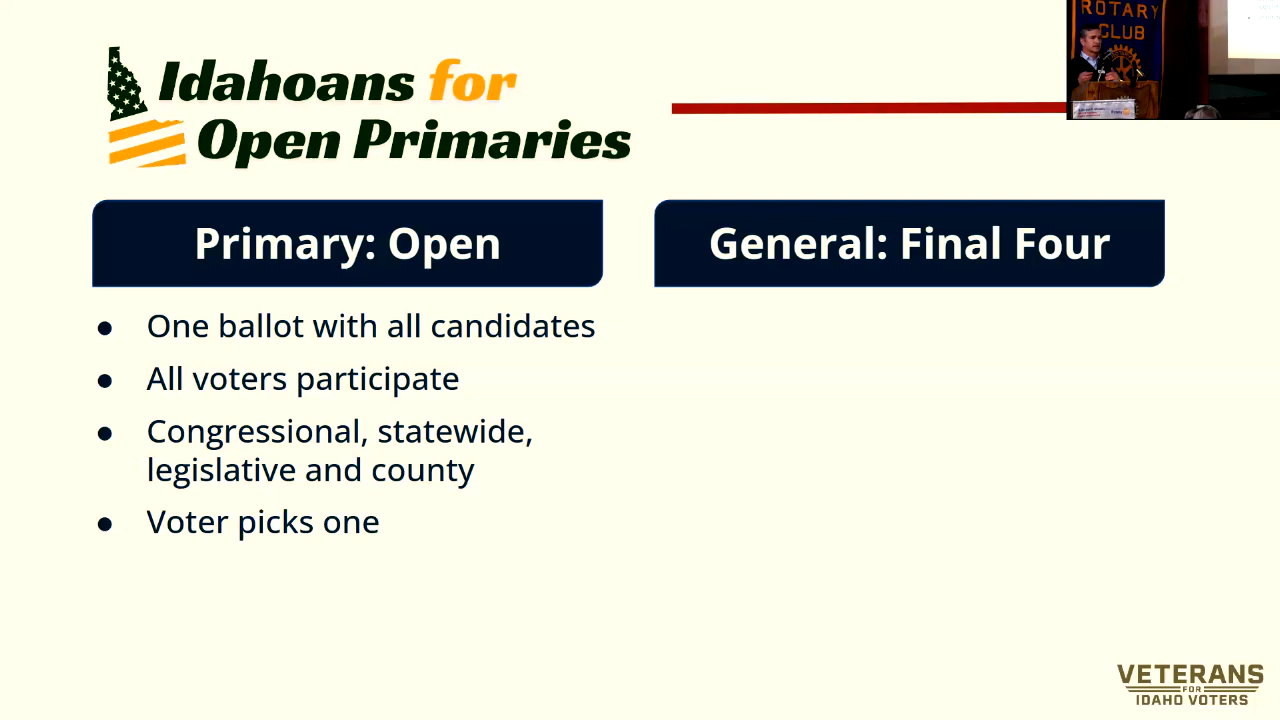 Idahoans for
Open Primaries
ROTARY
CLUB
Primary: Open
General: Final Four
● One ballot with all candidates
● All voters participate
● Congressional, statewide,
legislative and county
● Voter picks one
VETERANS
FOR
IDAHO VOTERS